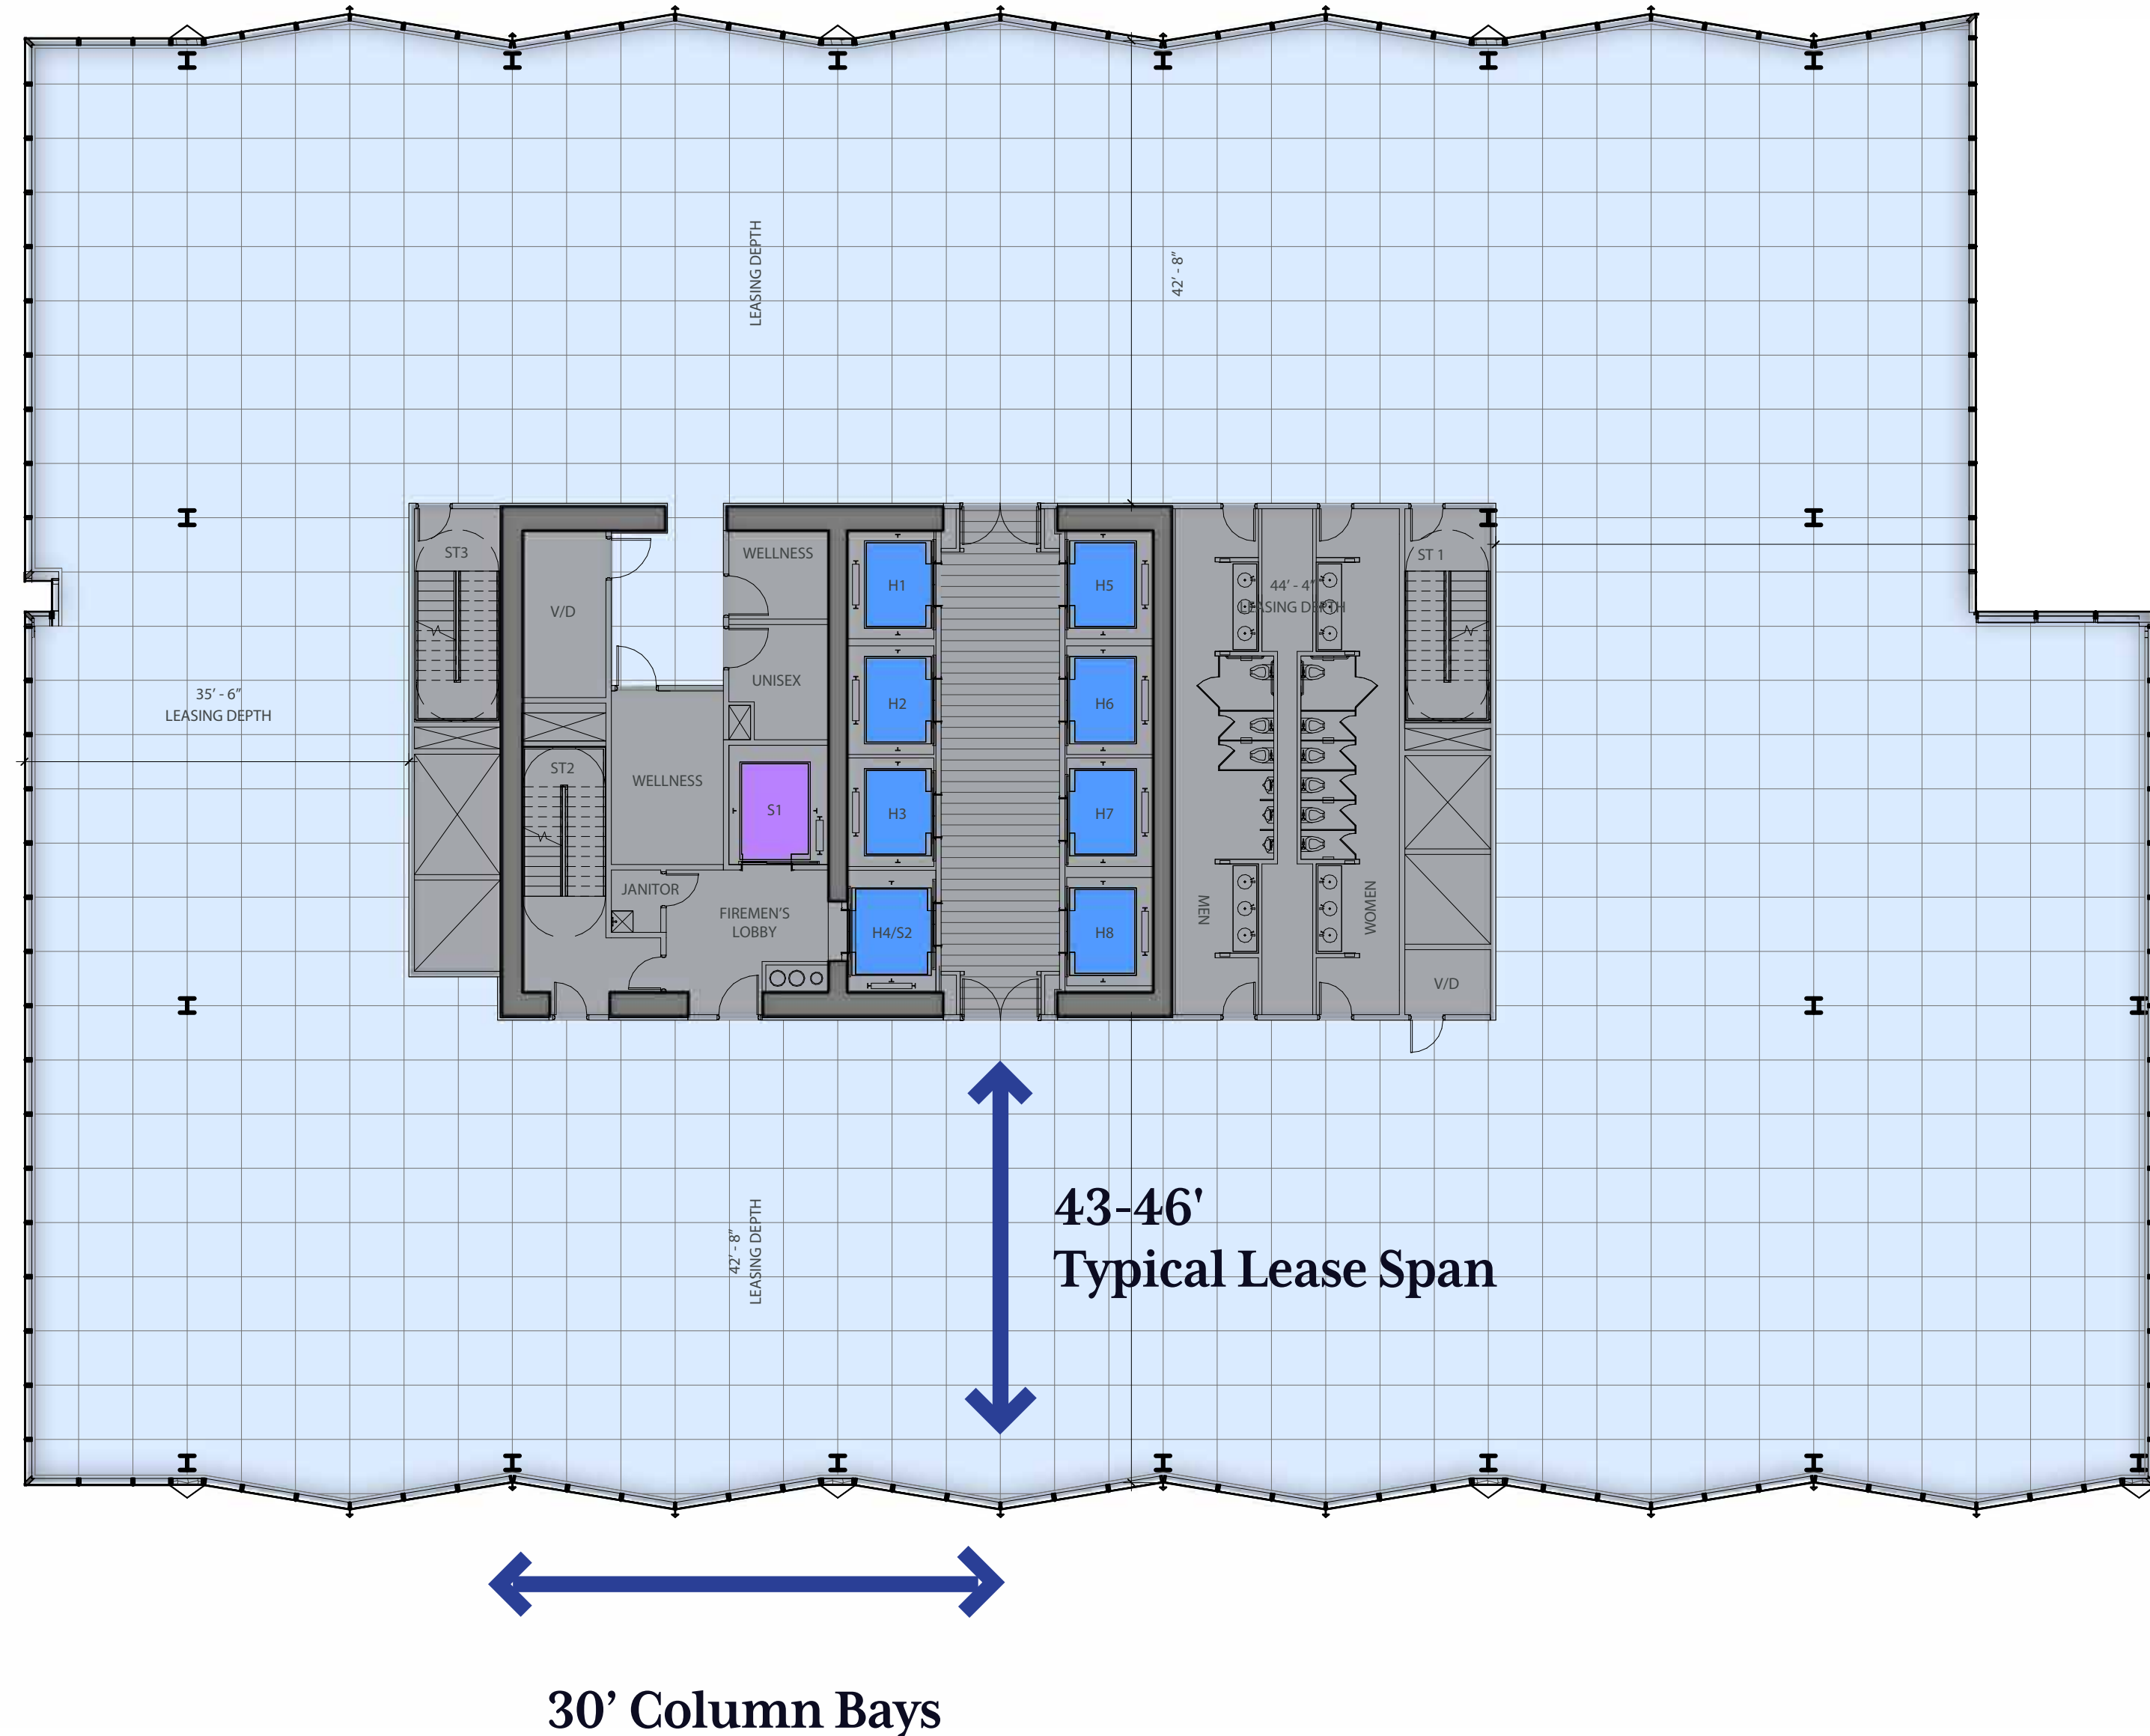 LEASING DEPTH
42' - 8"
ST3
V/D
WELLNESS
H1
H5
44' - 4"
LEASING DEPTH
ST 1
UNISEX
H2
H6
35' - 6"
LEASING DEPTH
ST2
WELLNESS
S1
H3
H7
JANITOR
FIREMEN'S
LOBBY
H4/S2
H8
MEN
WOMEN
V/D
42' - 8"
LEASING DEPTH
43-46'
Typical Lease Span
30’ Column Bays